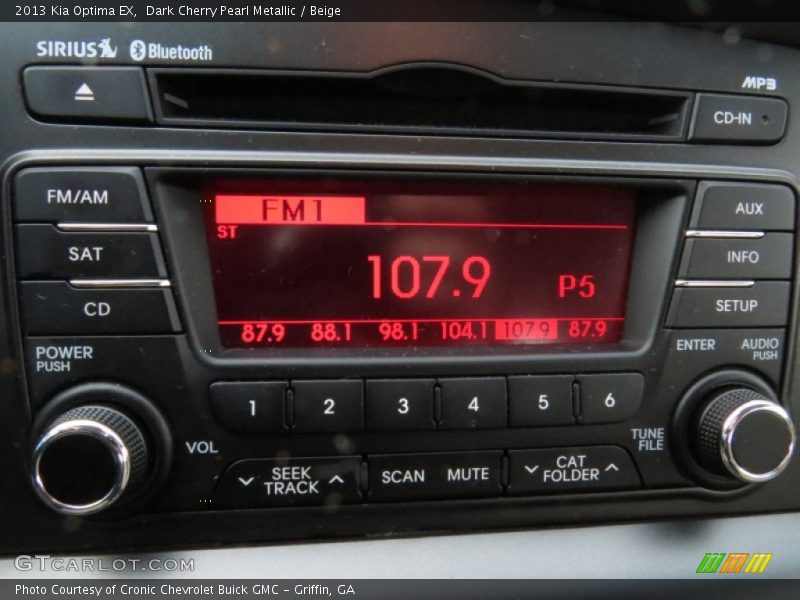 2013 Kia Optima EX, Dark Cherry Pearl Metallic / Beige
SIRIUS Bluetooth
MP3
CD-IN
FM/AM
FM1
AUX
ST
SAT
INFO
107.9 P5
CD
SETUP
87.9 88.1 98.1 104.1 107.9 87.9
POWER
PUSH
ENTER
AUDIO
PUSH
1 2 3 4 5 6
VOL
TUNE
FILE
SEEK
TRACK
SCAN MUTE
CAT
FOLDER
GTCARLOT.COM
Photo Courtesy of Cronic Chevrolet Buick GMC – Griffin, GA